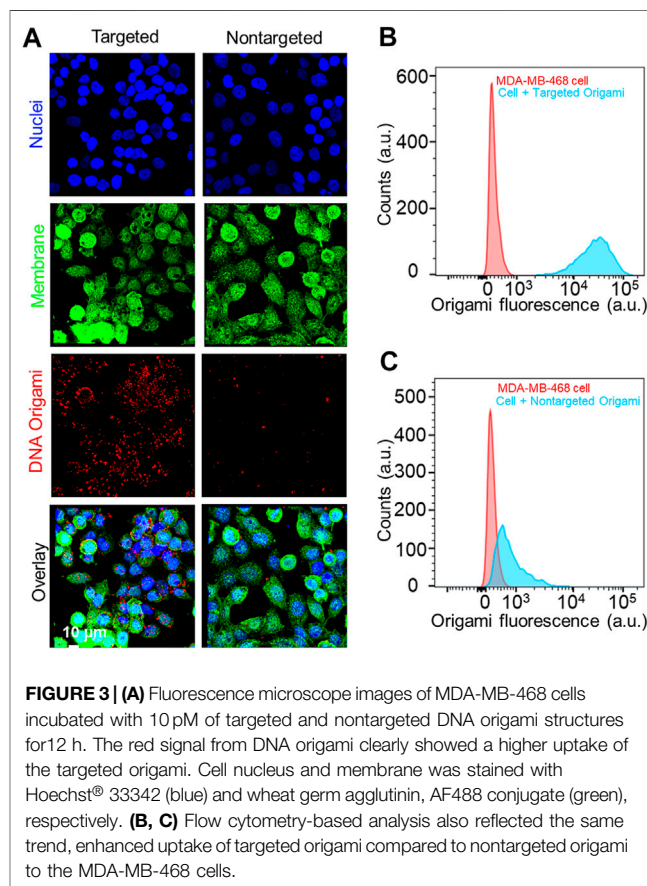 A
Targeted
Nontargeted
Nuclei
Membrane
DNA Origami
Overlay
10 µm
B
MDA-MB-468 cell
Cell + Targeted Origami
Counts (a.u.)
600
400
200
0
0 10³ 10⁴ 10⁵
Origami fluorescence (a.u.)
C
MDA-MB-468 cell
Cell + Nontargeted Origami
Counts (a.u.)
500
400
300
200
100
0
0 10³ 10⁴ 10⁵
Origami fluorescence (a.u.)
FIGURE 3 | (A) Fluorescence microscope images of MDA-MB-468 cells
incubated with 10 pM of targeted and nontargeted DNA origami structures
for12 h. The red signal from DNA origami clearly showed a higher uptake of
the targeted origami. Cell nucleus and membrane was stained with
Hoechst® 33342 (blue) and wheat germ agglutinin, AF488 conjugate (green),
respectively. (B, C) Flow cytometry-based analysis also reflected the same
trend, enhanced uptake of targeted origami compared to nontargeted origami
to the MDA-MB-468 cells.